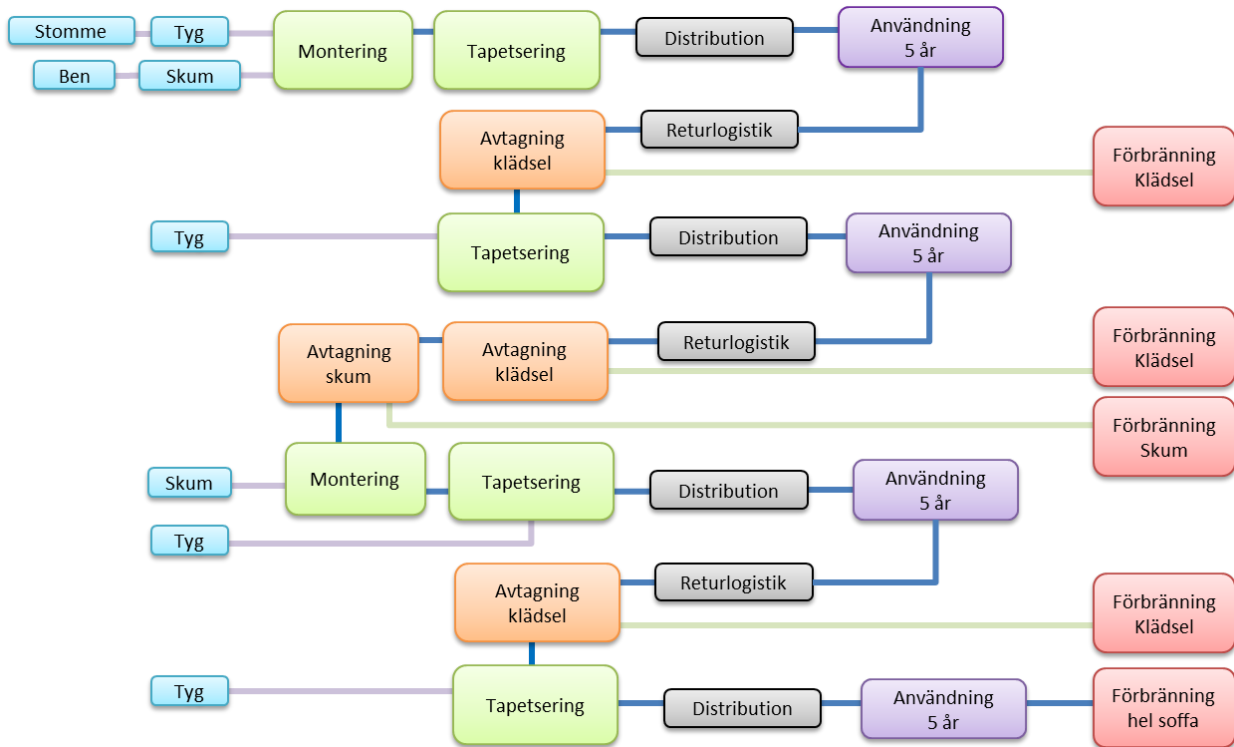 Stomme
Tyg
Ben
Skum
Montering
Tapetsering
Distribution
Användning
5 år
Avtagning
klädsel
Returlogistik
Förbränning
Klädsel
Tyg
Tapetsering
Distribution
Användning
5 år
Avtagning
skum
Avtagning
klädsel
Returlogistik
Förbränning
Klädsel
Förbränning
Skum
Skum
Montering
Tapetsering
Distribution
Användning
5 år
Tyg
Avtagning
klädsel
Returlogistik
Förbränning
Klädsel
Tyg
Tapetsering
Distribution
Användning
5 år
Förbränning
hel soffa